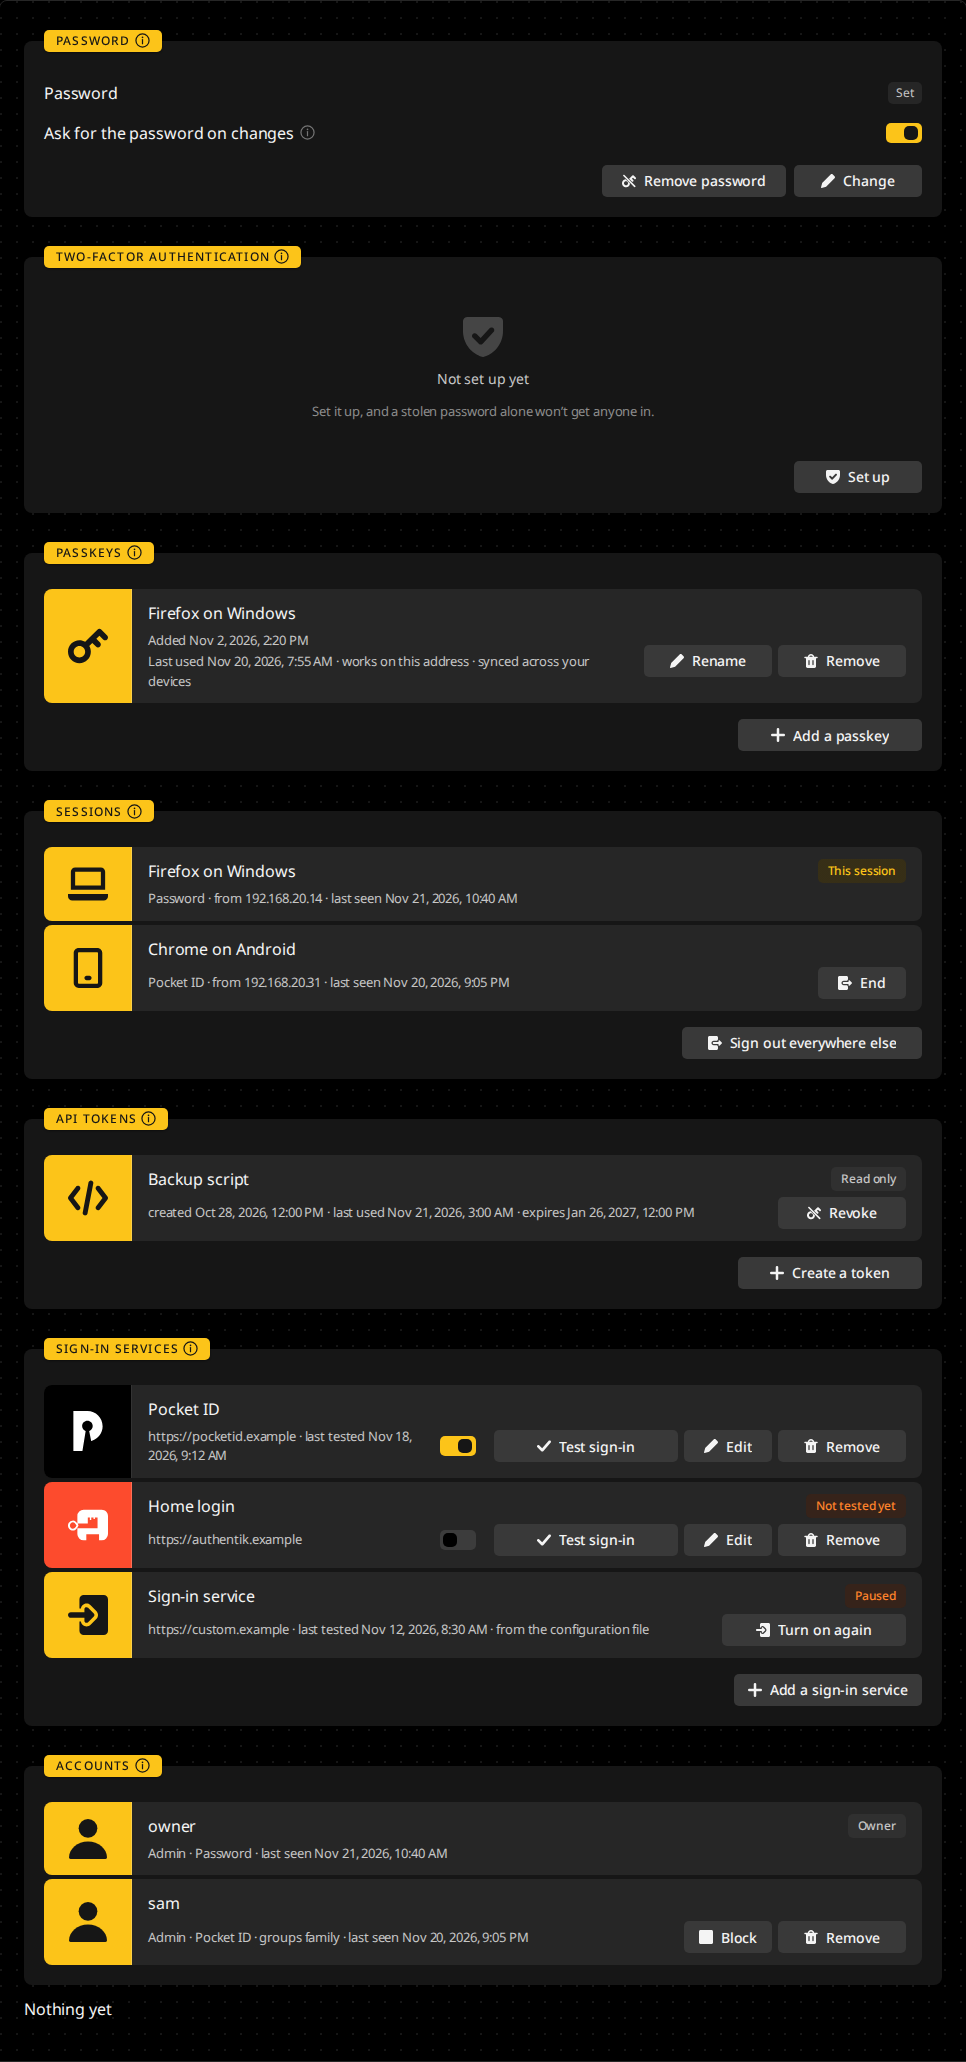 PASSWORD
Password
Set
Ask for the password on changes
Remove password
Change
TWO-FACTOR AUTHENTICATION
Not set up yet
Set it up, and a stolen password alone won't get anyone in.
Set up
PASSKEYS
Firefox on Windows
Added Nov 2, 2026, 2:20 PM
Last used Nov 20, 2026, 7:55 AM · works on this address · synced across your
devices
Rename
Remove
Add a passkey
SESSIONS
Firefox on Windows
This session
Password · from 192.168.20.14 · last seen Nov 21, 2026, 10:40 AM
Chrome on Android
Pocket ID · from 192.168.20.31 · last seen Nov 20, 2026, 9:05 PM
End
Sign out everywhere else
API TOKENS
Backup script
Read only
created Oct 28, 2026, 12:00 PM · last used Nov 21, 2026, 3:00 AM · expires Jan 26, 2027, 12:00 PM
Revoke
Create a token
SIGN-IN SERVICES
Pocket ID
https://pocketid.example · last tested Nov 18,
2026, 9:12 AM
Test sign-in
Edit
Remove
Home login
Not tested yet
https://authentik.example
Test sign-in
Edit
Remove
Sign-in service
Paused
https://custom.example · last tested Nov 12, 2026, 8:30 AM · from the configuration file
Turn on again
Add a sign-in service
ACCOUNTS
owner
Owner
Admin · Password · last seen Nov 21, 2026, 10:40 AM
sam
Admin · Pocket ID · groups family · last seen Nov 20, 2026, 9:05 PM
Block
Remove
Nothing yet